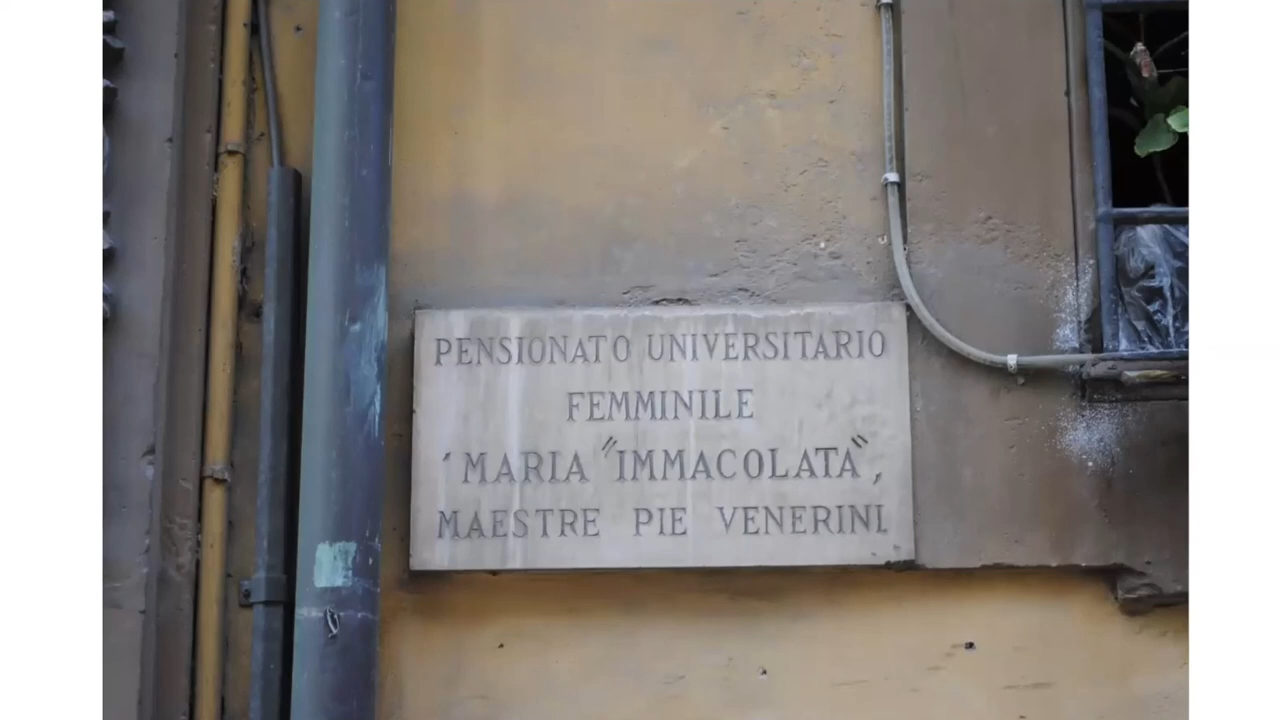 PENSIONATO UNIVERSITARIO
FEMMINILE
"MARIA "IMMACOLATA",
MAESTRE PIE VENERINI.